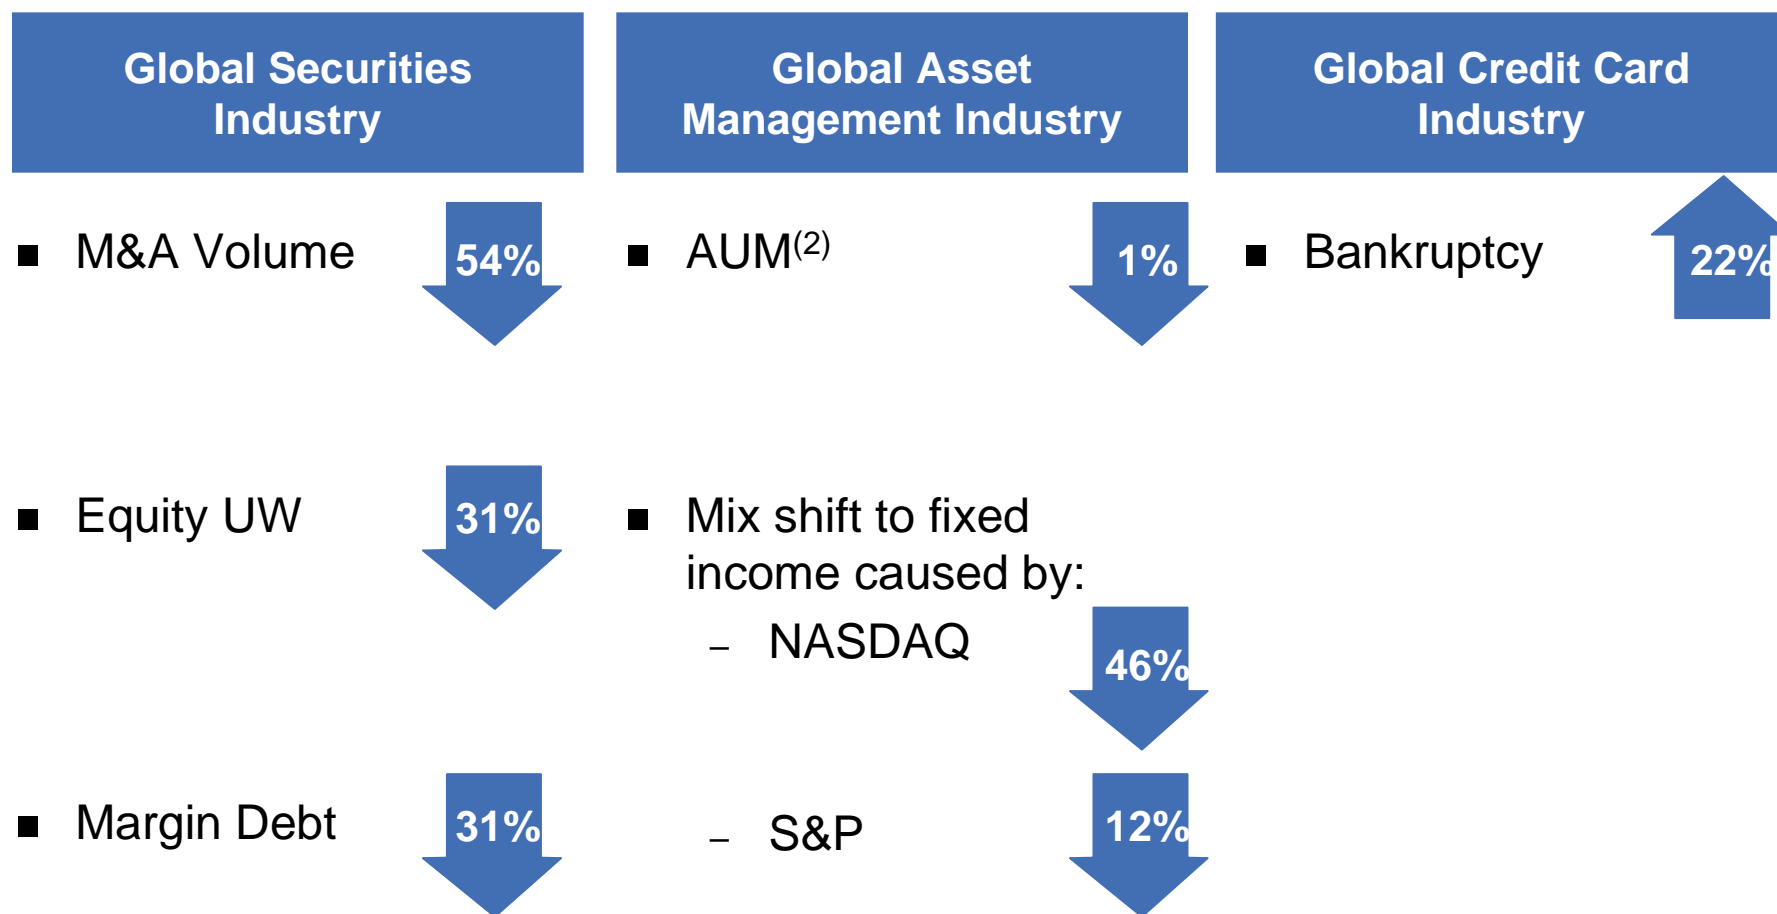 Global Securities
Industry
Global Asset
Management Industry
Global Credit Card
Industry
■ M&A Volume 54%
■ Equity UW 31%
■ Margin Debt 31%
■ AUM(2) 1%
■ Mix shift to fixed
income caused by:
– NASDAQ 46%
– S&P 12%
■ Bankruptcy 22%